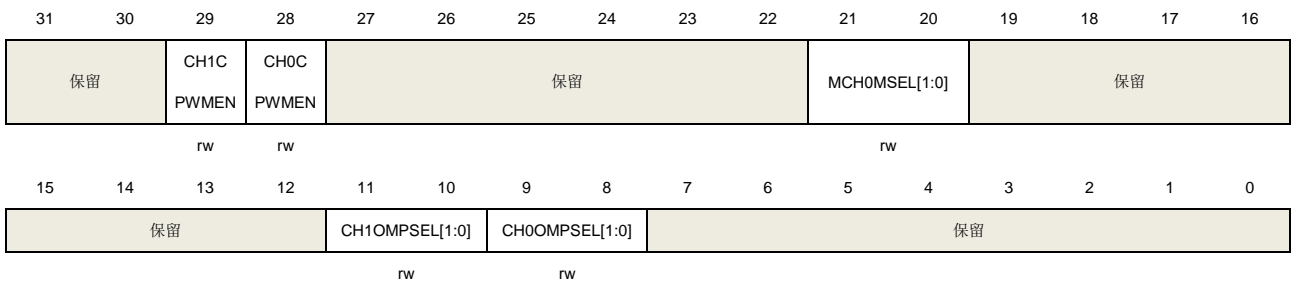 31 30 29 28 27 26 25 24 23 22 21 20 19 18 17 16
保留 CH1C PWMEN CH0C PWMEN 保留 MCH0MSEL[1:0] 保留
rw rw rw
15 14 13 12 11 10 9 8 7 6 5 4 3 2 1 0
保留 CH1OMPSEL[1:0] CH0OMPSEL[1:0] 保留
rw rw